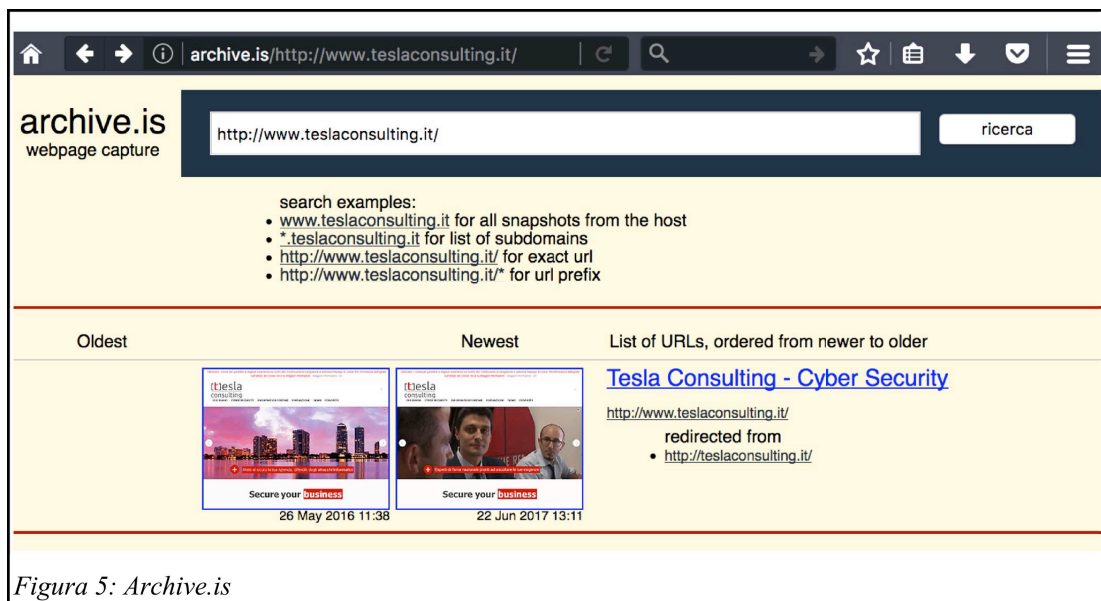 archive.is/http://www.teslaconsulting.it/
archive.is
webpage capture
http://www.teslaconsulting.it/
ricerca
search examples:
• www.teslaconsulting.it for all snapshots from the host
• *.teslaconsulting.it for list of subdomains
• http://www.teslaconsulting.it/ for exact url
• http://www.teslaconsulting.it/* for url prefix
Oldest
Newest
List of URLs, ordered from newer to older
(t)esla
consulting
Secure your business
26 May 2016 11:38
(t)esla
consulting
Secure your business
22 Jun 2017 13:11
Tesla Consulting - Cyber Security
http://www.teslaconsulting.it/
redirected from
• http://teslaconsulting.it/
Figura 5: Archive.is